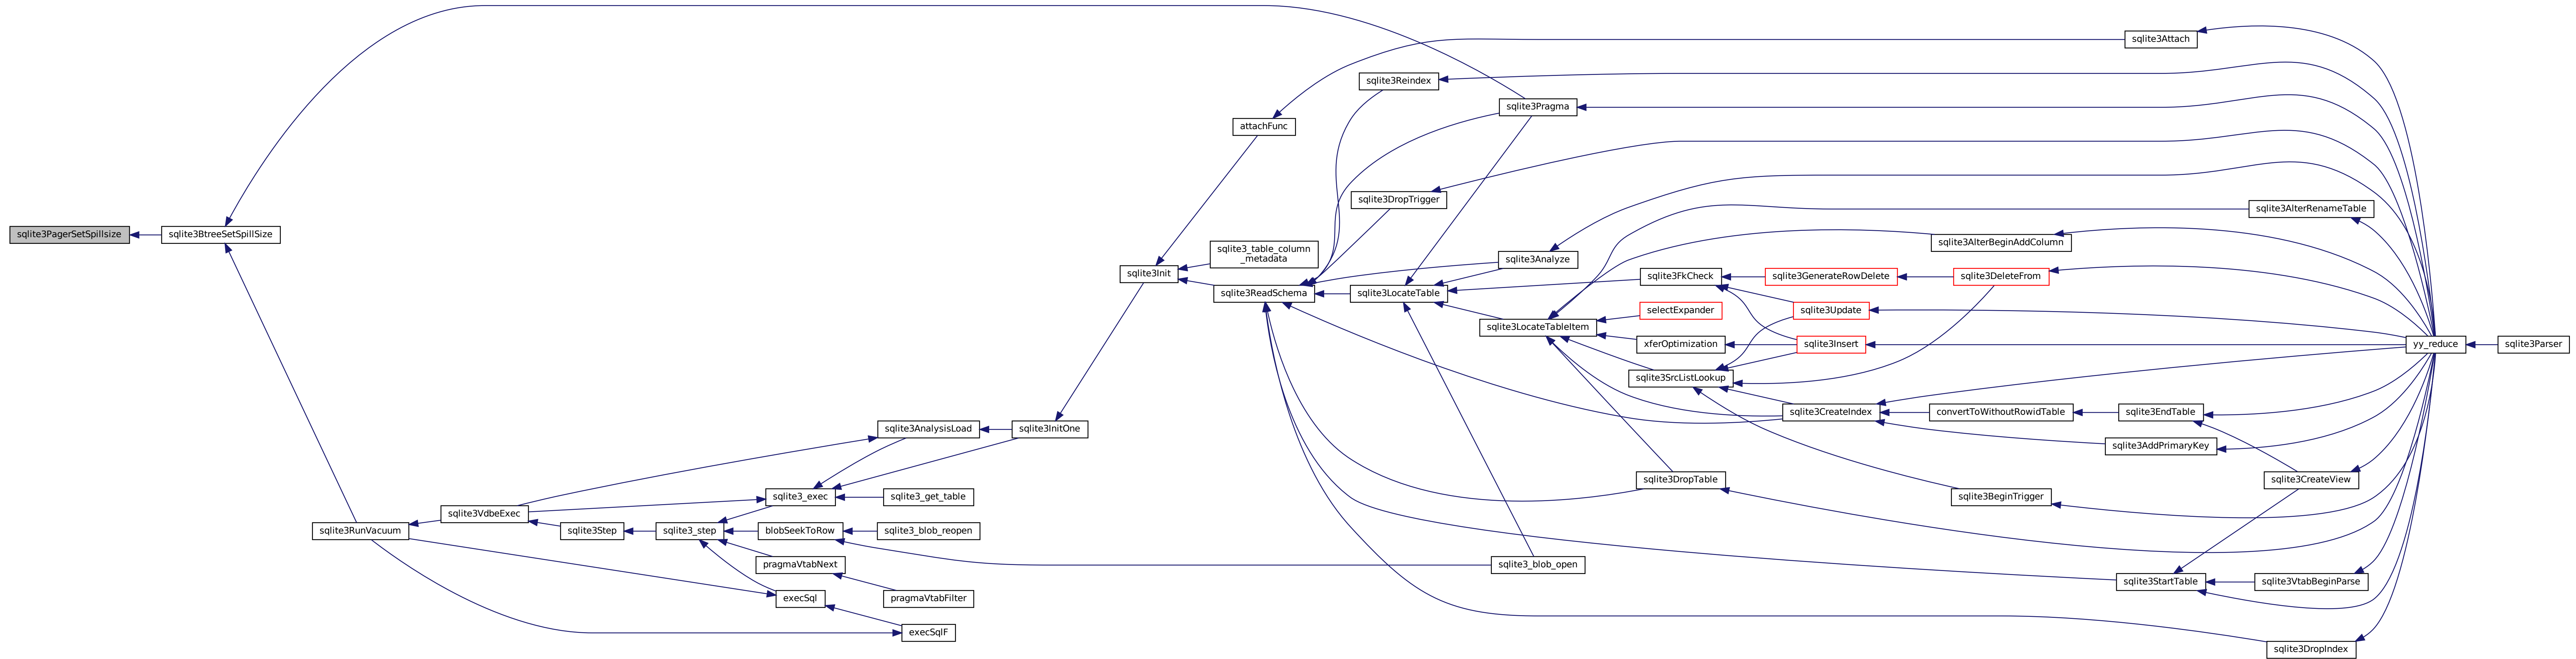 sqlite3PagerSetSpillsize
sqlite3BtreeSetSpillSize
sqlite3RunVacuum
sqlite3VdbeExec
sqlite3Step
sqlite3_step
sqlite3AnalysisLoad
sqlite3_exec
sqlite3_get_table
blobSeekToRow
sqlite3_blob_reopen
pragmaVtabNext
pragmaVtabFilter
execSql
execSqlF
sqlite3InitOne
sqlite3Init
attachFunc
sqlite3_table_column
_metadata
sqlite3ReadSchema
sqlite3Reindex
sqlite3DropTrigger
sqlite3LocateTable
sqlite3Pragma
sqlite3Analyze
sqlite3LocateTableItem
sqlite3_blob_open
sqlite3FkCheck
selectExpander
xferOptimization
sqlite3SrcListLookup
sqlite3DropTable
sqlite3GenerateRowDelete
sqlite3Update
sqlite3Insert
sqlite3CreateIndex
sqlite3AlterBeginAddColumn
sqlite3DeleteFrom
convertToWithoutRowidTable
sqlite3BeginTrigger
sqlite3Attach
sqlite3EndTable
sqlite3AddPrimaryKey
sqlite3StartTable
sqlite3AlterRenameTable
sqlite3CreateView
sqlite3VtabBeginParse
sqlite3DropIndex
yy_reduce
sqlite3Parser